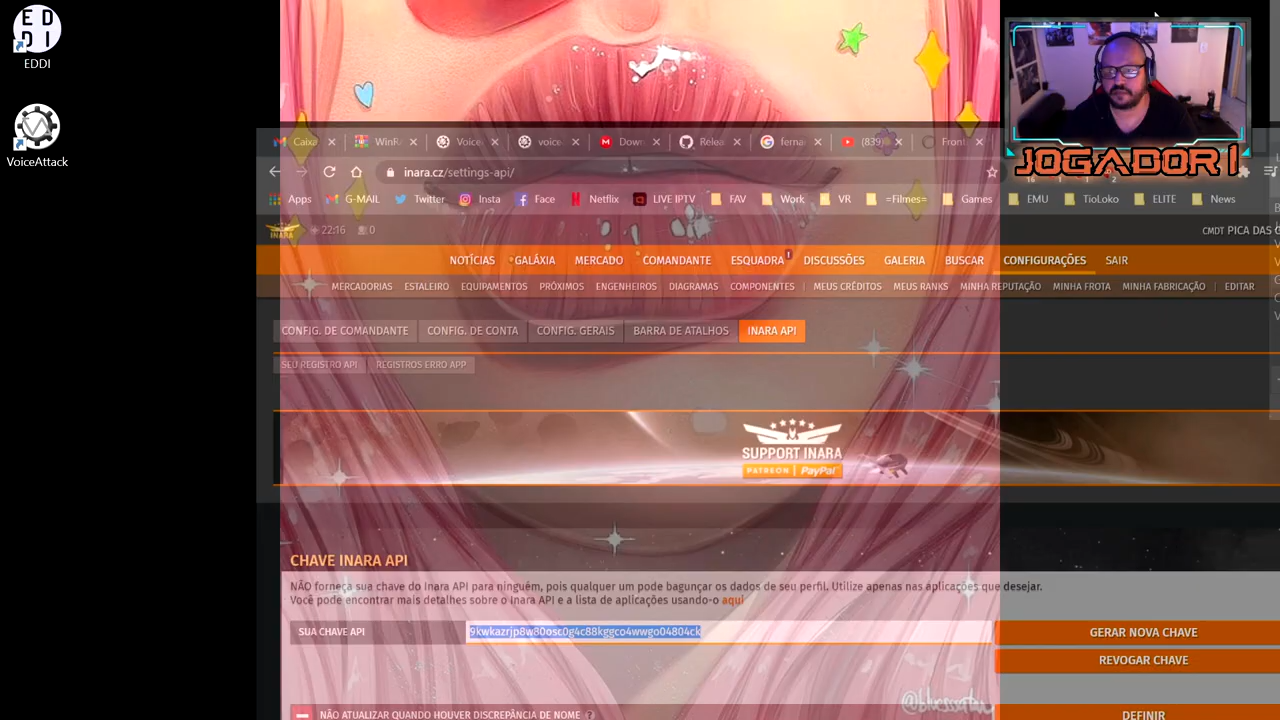 EDDI
EDDI
VoiceAttack
JOGADOR 1
Caixa
WinR
Voice-
voice-
Down
Relea
ferna
(839)
Front
inara.cz/settings-api/
Apps G-MAIL Twitter Insta Face Netflix LIVE IPTV FAV Work VR =Filmes= Games EMU TioLoko ELITE News
INARA 22:16 0
CMDT PICA DAS
NOTÍCIAS GALÁXIA MERCADO COMANDANTE ESQUADRA 1 DISCUSSÕES GALERIA BUSCAR CONFIGURAÇÕES SAIR
MERCADORIAS ESTALEIRO EQUIPAMENTOS PRÓXIMOS ENGENHEIROS DIAGRAMAS COMPONENTES MEUS CRÉDITOS MEUS RANKS MINHA REPUTAÇÃO MINHA FROTA MINHA FABRICAÇÃO EDITAR
CONFIG. DE COMANDANTE CONFIG. DE CONTA CONFIG. GERAIS BARRA DE ATALHOS INARA API
SEU REGISTRO API REGISTROS ERRO APP
SUPPORT INARA
PATREON PayPal
CHAVE INARA API
NÃO forneça sua chave do Inara API para ninguém, pois qualquer um pode bagunçar os dados de seu perfil. Utilize apenas nas aplicações que desejar.
Você pode encontrar mais detalhes sobre o Inara API e a lista de aplicações usando-o aqui
SUA CHAVE API 9kwkazrjp8w80osc0g4c88kggco4wwgo04804ck GERAR NOVA CHAVE
REVOGAR CHAVE
NÃO ATUALIZAR QUANDO HOUVER DISCREPÂNCIA DE NOME DEFINIR